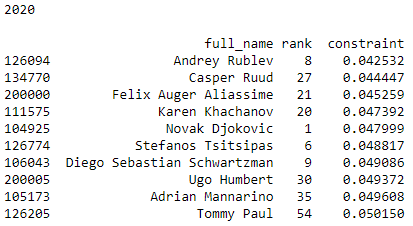 2020
full_name rank constraint
126094 Andrey Rublev 8 0.042532
134770 Casper Ruud 27 0.044447
200000 Felix Auger Aliassime 21 0.045259
111575 Karen Khachanov 20 0.047392
104925 Novak Djokovic 1 0.047999
126774 Stefanos Tsitsipas 6 0.048817
106043 Diego Sebastian Schwartzman 9 0.049086
200005 Ugo Humbert 30 0.049372
105173 Adrian Mannarino 35 0.049608
126205 Tommy Paul 54 0.050150